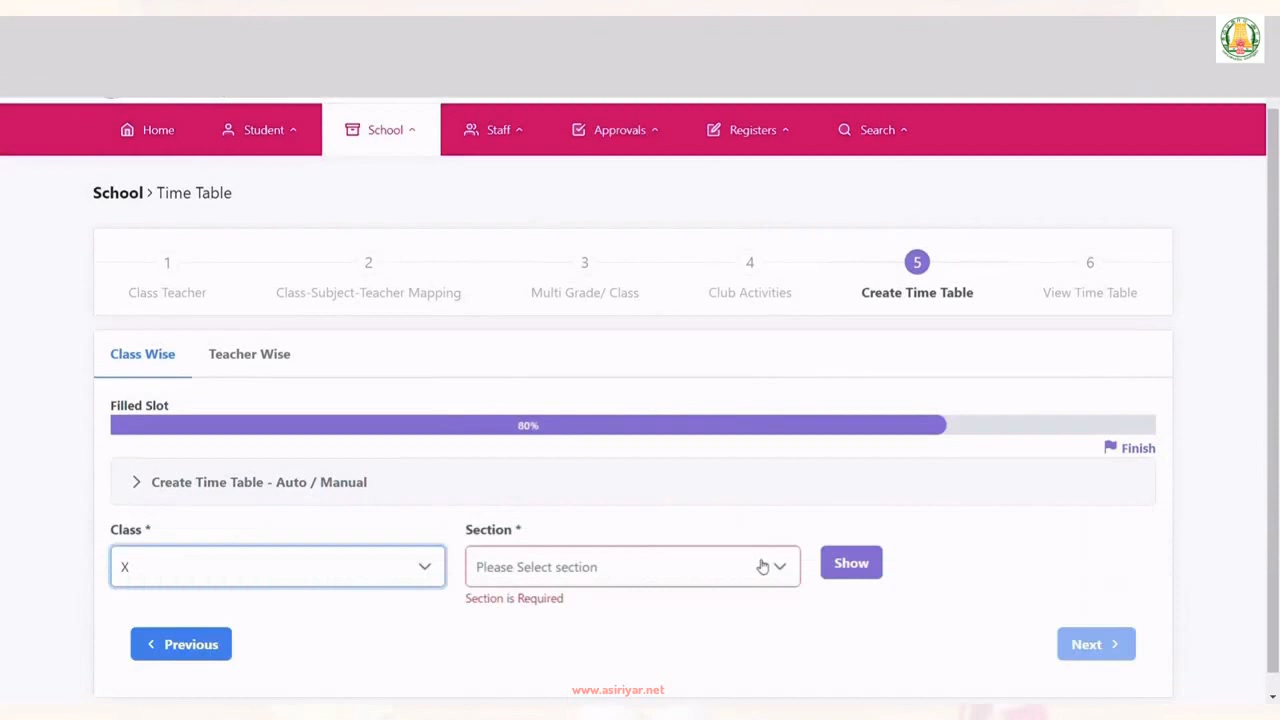 Home Student School Staff Approvals Registers Search
School > Time Table
1 2 3 4 5 6
Class Teacher Class-Subject-Teacher Mapping Multi Grade/ Class Club Activities Create Time Table View Time Table
Class Wise Teacher Wise
Filled Slot
80%
Finish
Create Time Table - Auto / Manual
Class * Section *
X Please Select section Show
Section is Required
Previous Next
www.asiriyar.net